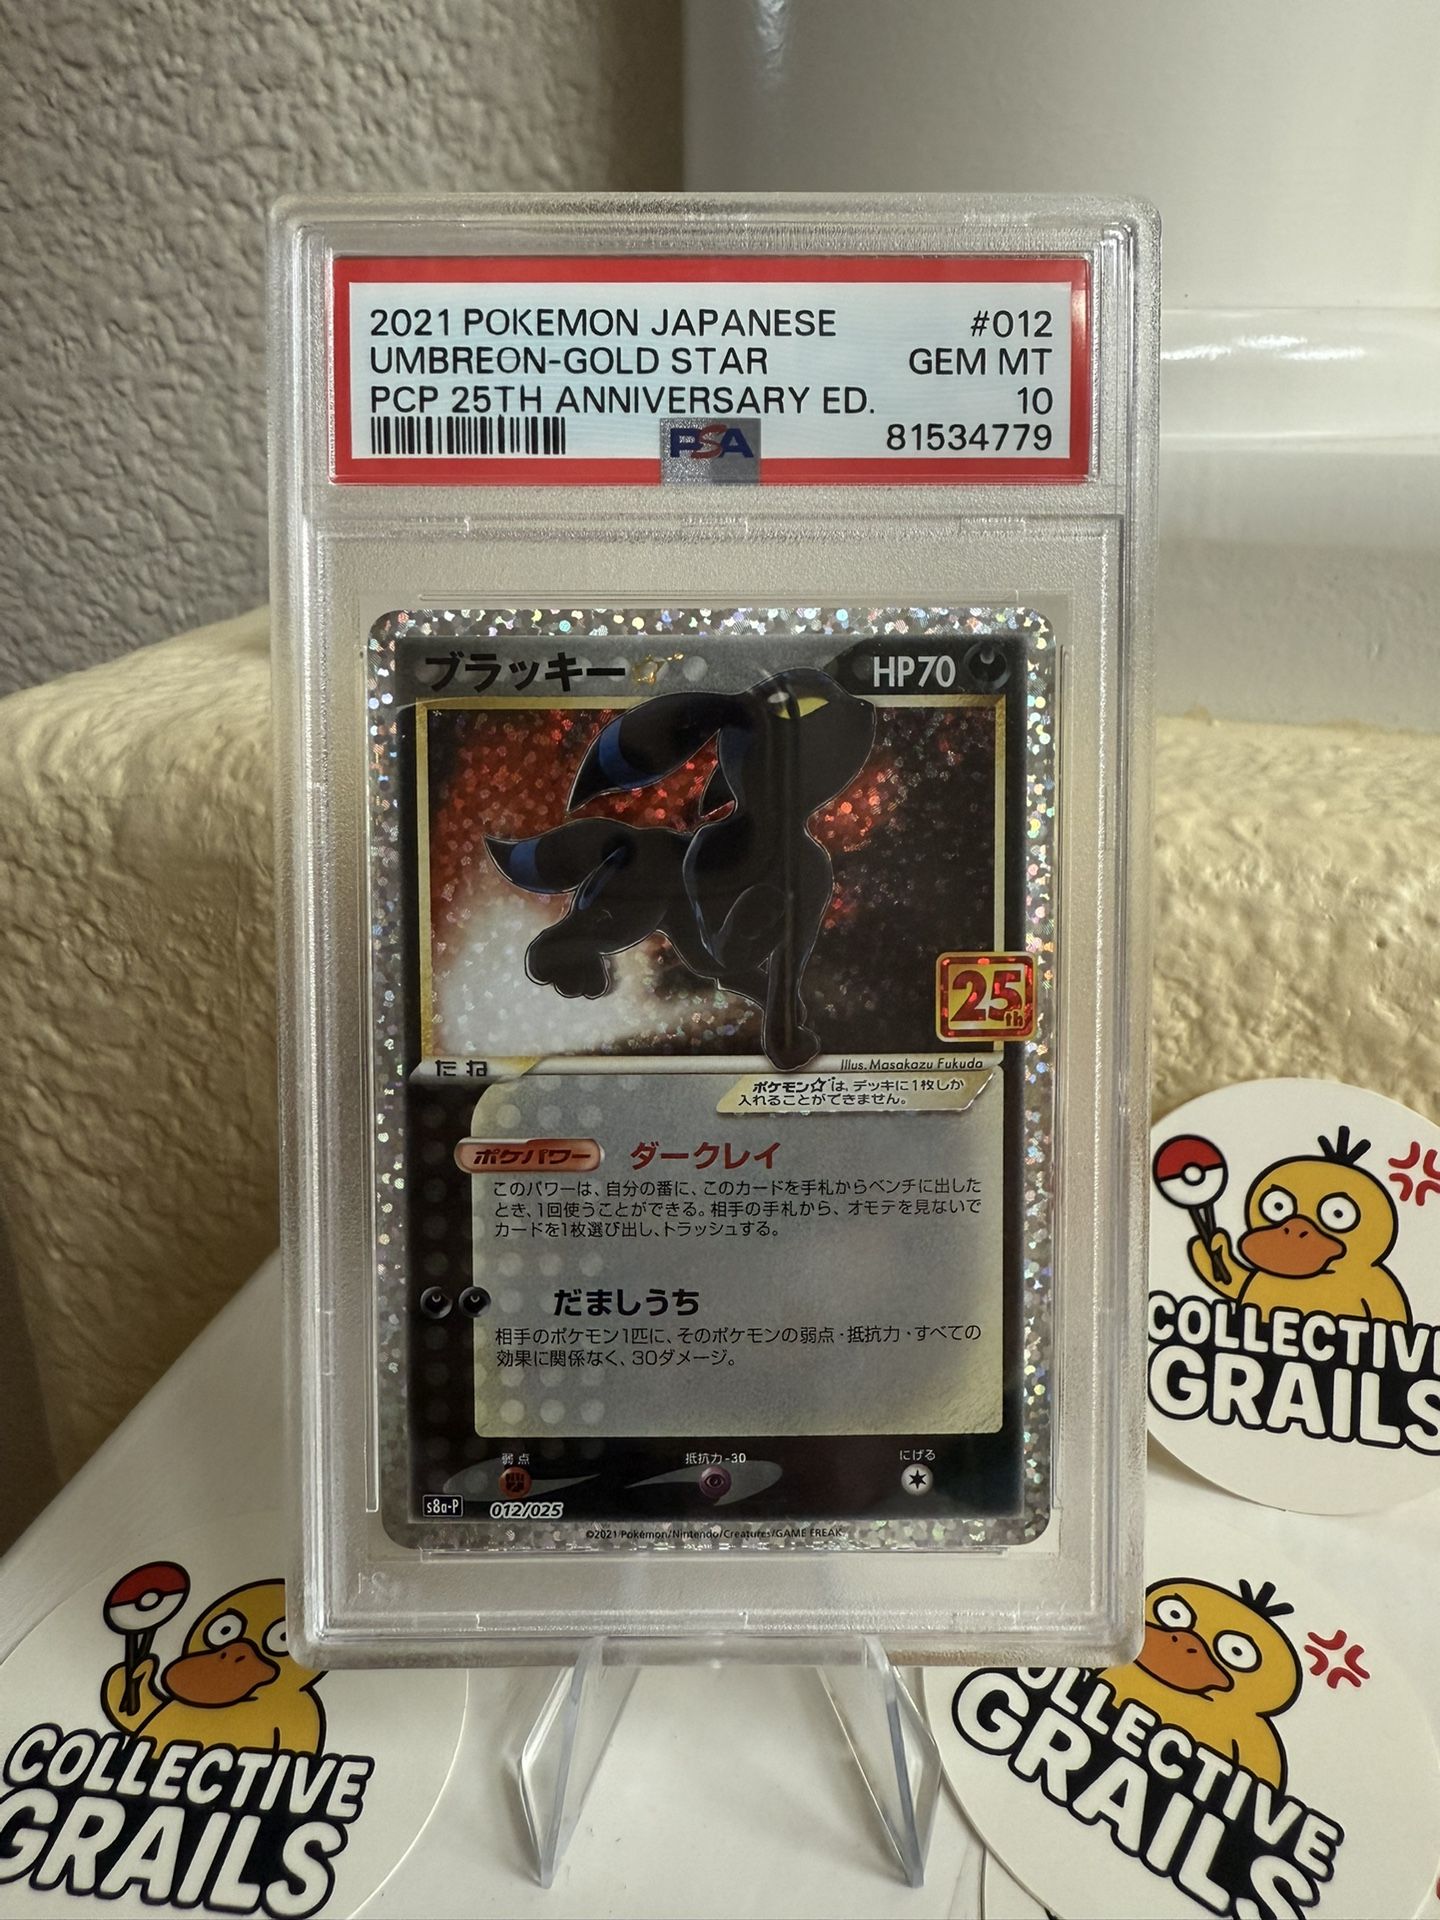 2021 POKEMON JAPANESE #012
UMBREON-GOLD STAR GEM MT
PCP 25TH ANNIVERSARY ED. 10
PSA 81534779
ブラッキー☆ HP70
25th
たね Illus. Masakazu Fukuda
ポケモン☆は、デッキに1枚しか
入れることができません。
ポケパワー ダークレイ
このパワーは、自分の番に、このカードを手札からベンチに出した
とき、1回使うことができる。相手の手札から、オモテを見ないで
カードを1枚選び出し、トラッシュする。
だましうち
相手のポケモン1匹に、そのポケモンの弱点・抵抗力・すべての
効果に関係なく、30ダメージ。
弱点 抵抗力-30 にげる
s8a-P 012/025
©2021 Pokémon/Nintendo/Creatures/GAME FREAK
COLLECTIVE
GRAILS
COLLECTIVE
GRAILS
COLLECTIVE
GRAILS